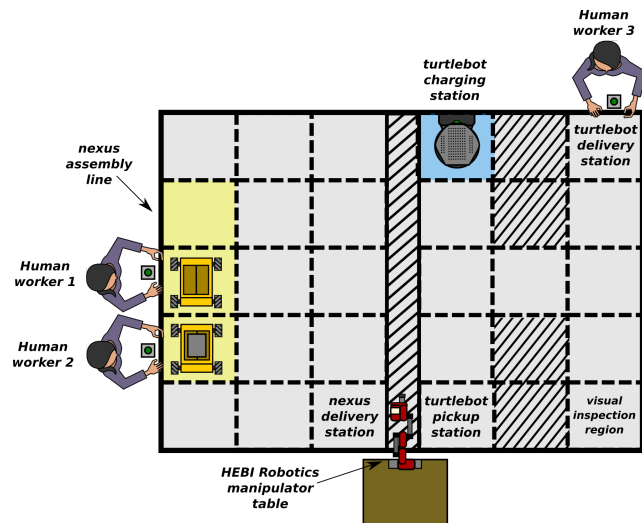 Human
worker 3
turtlebot
charging
station
nexus
assembly
line
turtlebot
delivery
station
Human
worker 1
Human
worker 2
nexus
delivery
station
turtlebot
pickup
station
visual
inspection
region
HEBI Robotics
manipulator
table